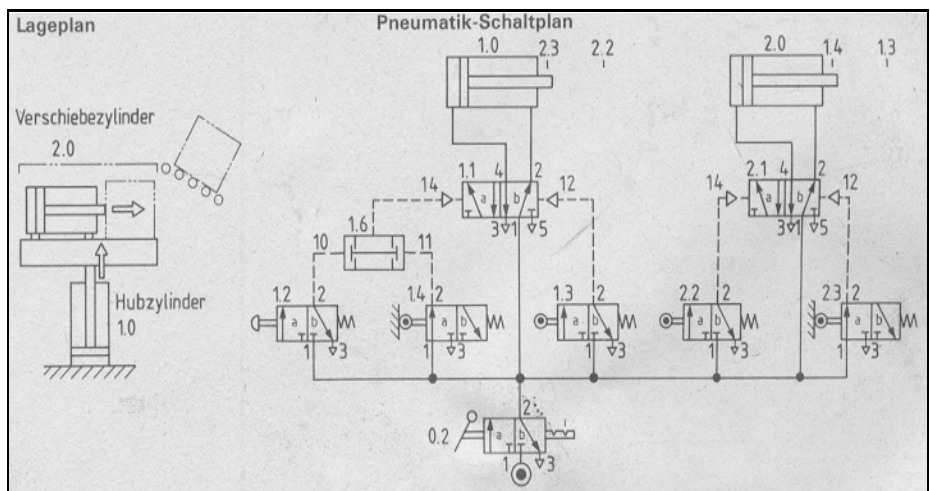 Lageplan
Pneumatik-Schaltplan
Verschiebezylinder
2.0
Hubzylinder
1.0
1.0 2.3 2.2
2.0 1.4 1.3
1.1 4 2
14 a b 12
3 1 5
2.1 4 2
14 a b 12
3 1 5
1.6
10 11
1.2 2
a b
1 3
1.4 2
a b
1 3
1.3 2
a b
1 3
2.2 2
a b
1 3
2.3 2
a b
1 3
2
0.2 a b
1 3